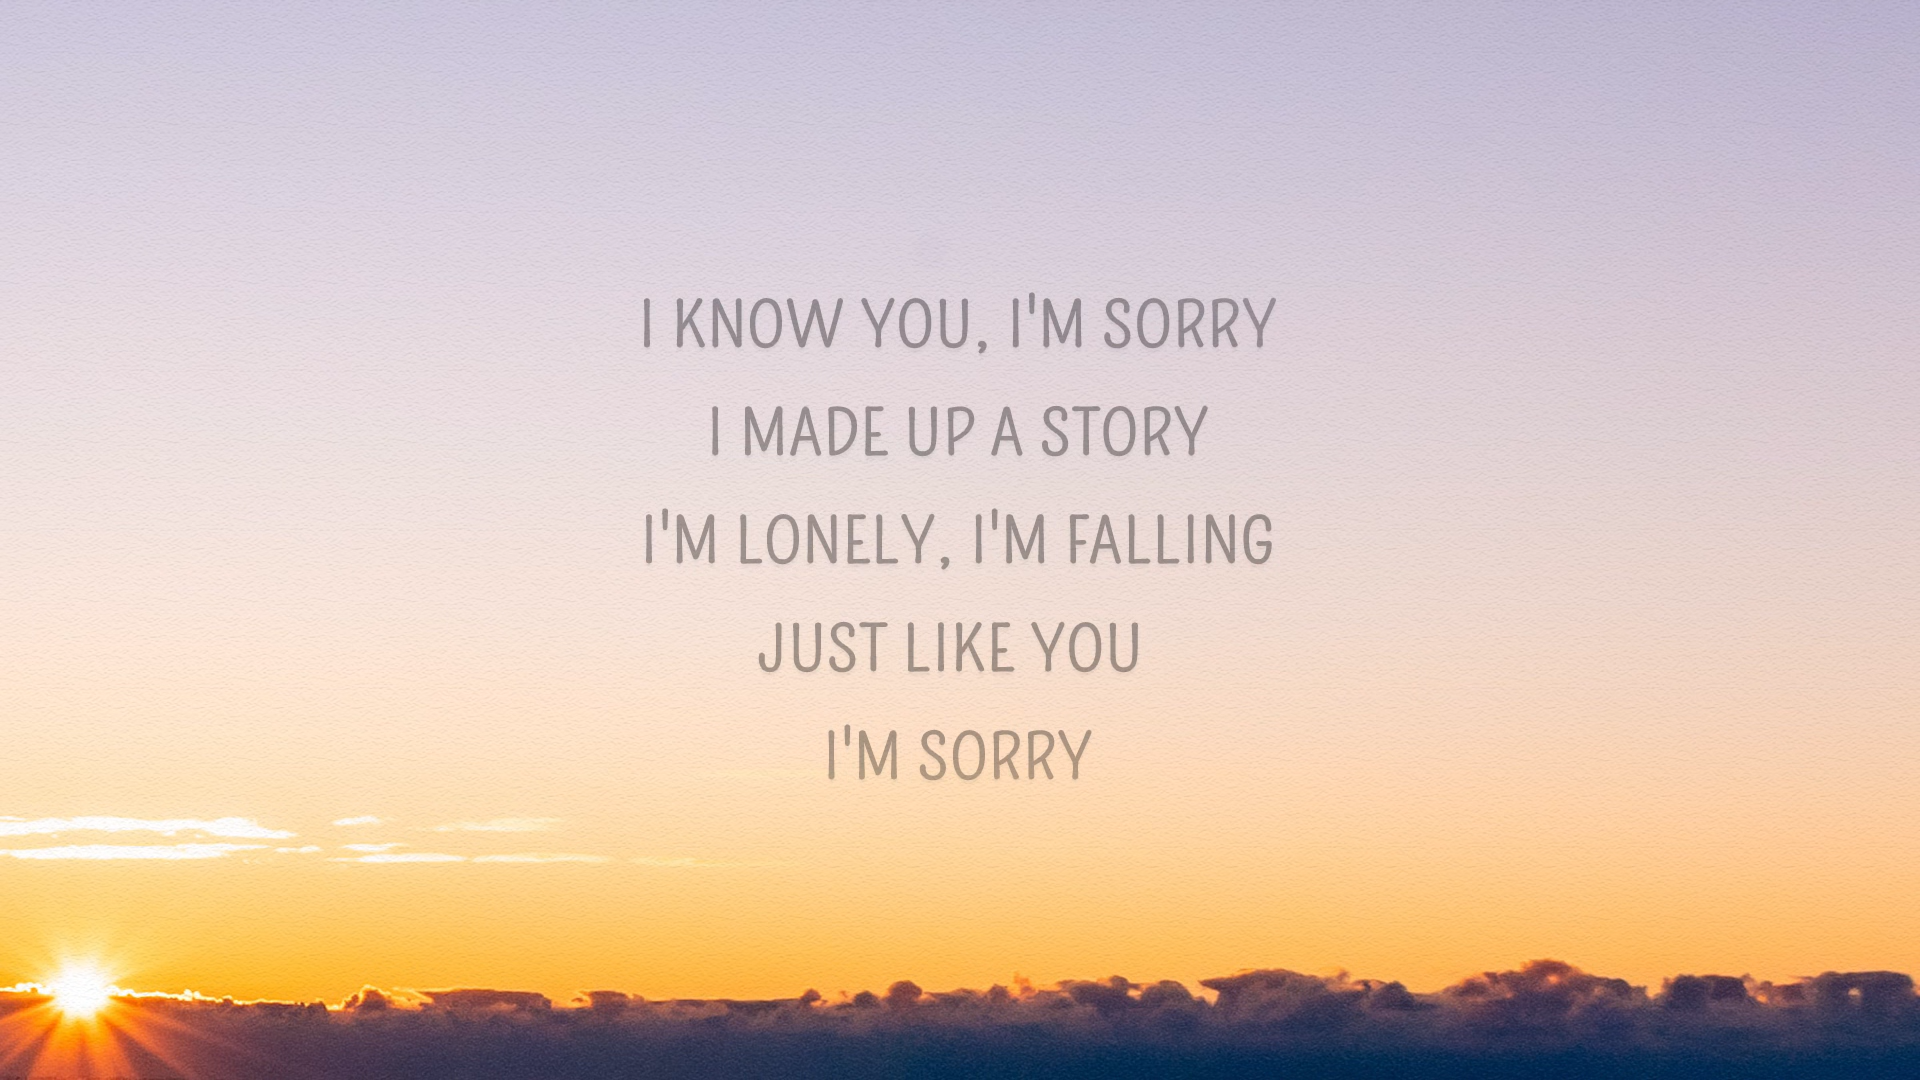 I KNOW YOU, I'M SORRY
I MADE UP A STORY
I'M LONELY, I'M FALLING
JUST LIKE YOU
I'M SORRY